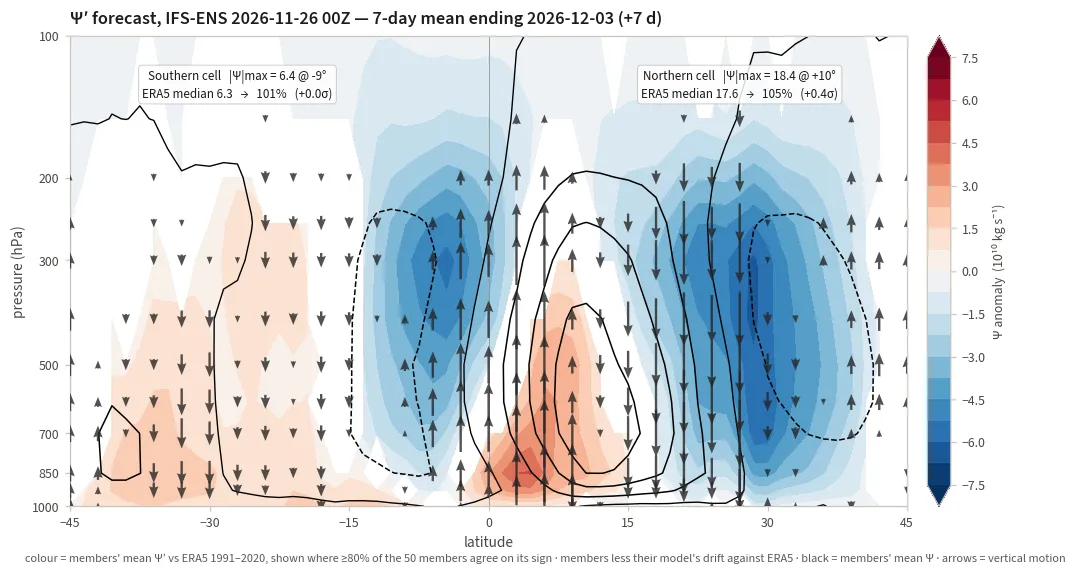 Ψ′ forecast, IFS-ENS 2026-11-26 00Z — 7-day mean ending 2026-12-03 (+7 d)
Southern cell |Ψ|max = 6.4 @ -9°
ERA5 median 6.3 → 101% (+0.0σ)
Northern cell |Ψ|max = 18.4 @ +10°
ERA5 median 17.6 → 105% (+0.4σ)
pressure (hPa)
100
200
300
500
700
850
1000
−45
−30
−15
0
15
30
45
latitude
7.5
6.0
4.5
3.0
1.5
0.0
−1.5
−3.0
−4.5
−6.0
−7.5
Ψ anomaly (10¹⁰ kg s⁻¹)
colour = members' mean Ψ′ vs ERA5 1991–2020, shown where ≥80% of the 50 members agree on its sign · members less their model's drift against ERA5 · black = members' mean Ψ · arrows = vertical motion